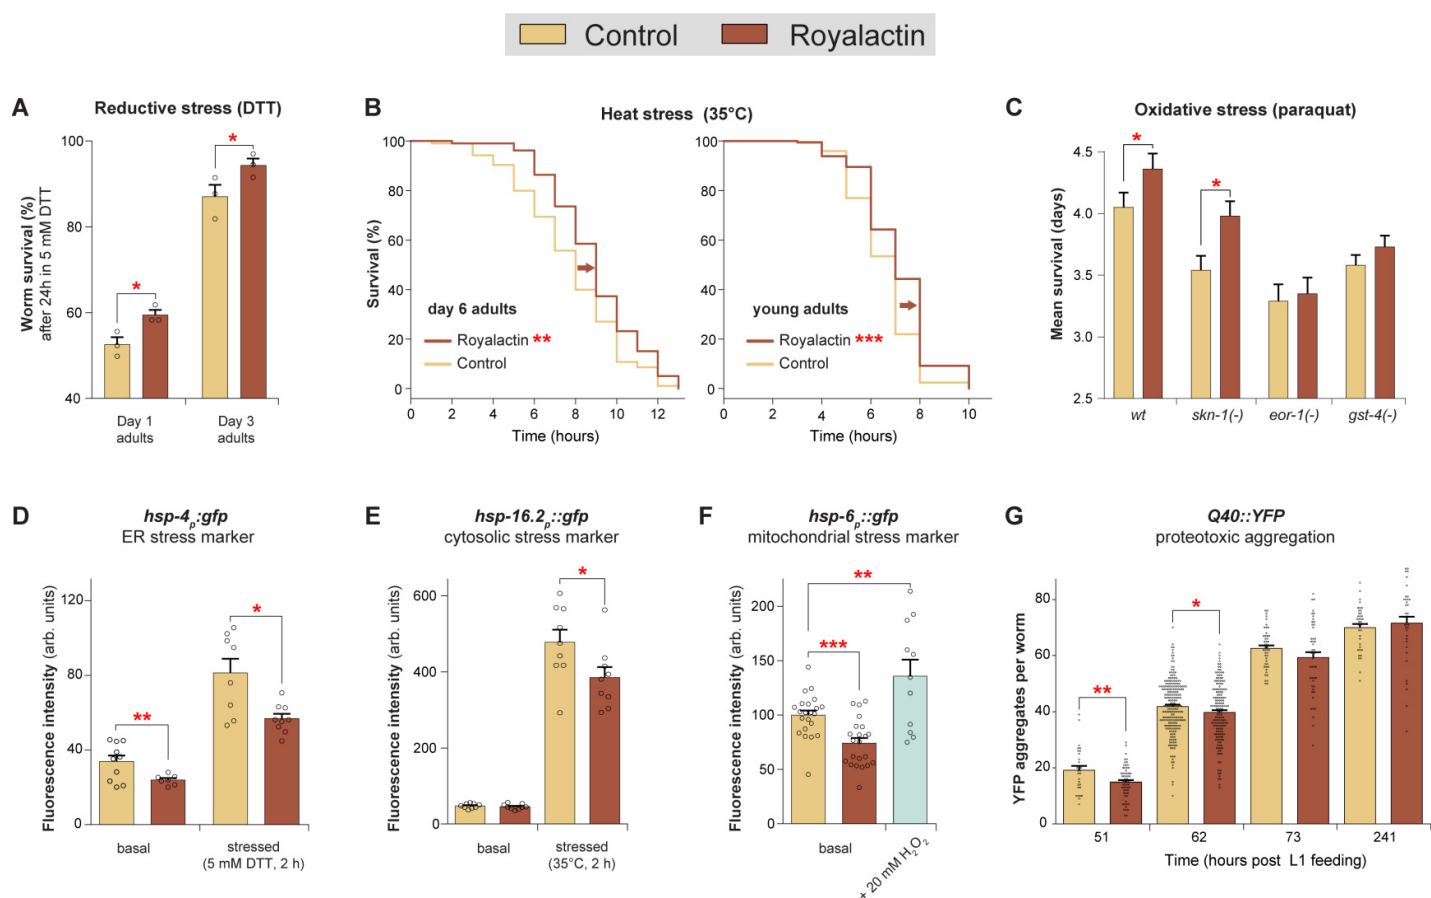 Control Royalactin
A
Reductive stress (DTT)
Worm survival (%)
after 24h in 5 mM DTT
100
80
60
40
*
*
Day 1
adults
Day 3
adults
B
Heat stress (35°C)
Survival (%)
100
80
60
40
20
0
day 6 adults
Royalactin **
Control
0 2 4 6 8 10 12
Time (hours)
100
80
60
40
20
0
young adults
Royalactin ***
Control
0 2 4 6 8 10
Time (hours)
C
Oxidative stress (paraquat)
Mean survival (days)
4.5
4.0
3.5
3.0
2.5
*
*
wt skn-1(-) eor-1(-) gst-4(-)
D
hsp-4p:gfp
ER stress marker
Fluorescence intensity (arb. units)
120
80
40
0
**
*
basal
stressed
(5 mM DTT, 2 h)
E
hsp-16.2p::gfp
cytosolic stress marker
Fluorescence intensity (arb. units)
600
400
200
0
*
basal
stressed
(35°C, 2 h)
F
hsp-6p::gfp
mitochondrial stress marker
Fluorescence intensity (arb. units)
200
150
100
50
0
**
***
basal
+ 20 mM H2O2
G
Q40::YFP
proteotoxic aggregation
YFP aggregates per worm
80
60
40
20
0
**
*
51 62 73 241
Time (hours post L1 feeding)